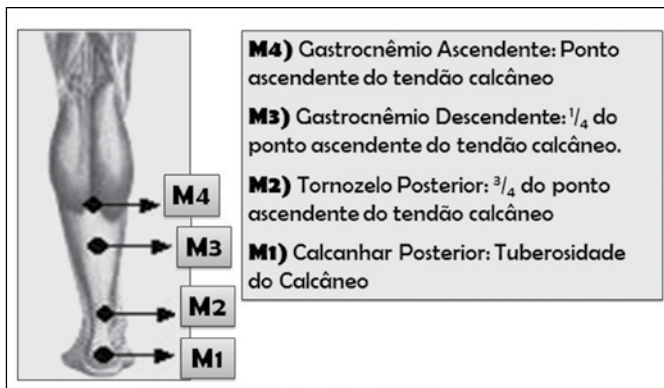 M4
M3
M2
M1
M4) Gastrocnêmio Ascendente: Ponto
ascendente do tendão calcâneo
M3) Gastrocnêmio Descendente: 1/4 do
ponto ascendente do tendão calcâneo.
M2) Tornozelo Posterior: 3/4 do ponto
ascendente do tendão calcâneo
M1) Calcanhar Posterior: Tuberosidade
do Calcâneo